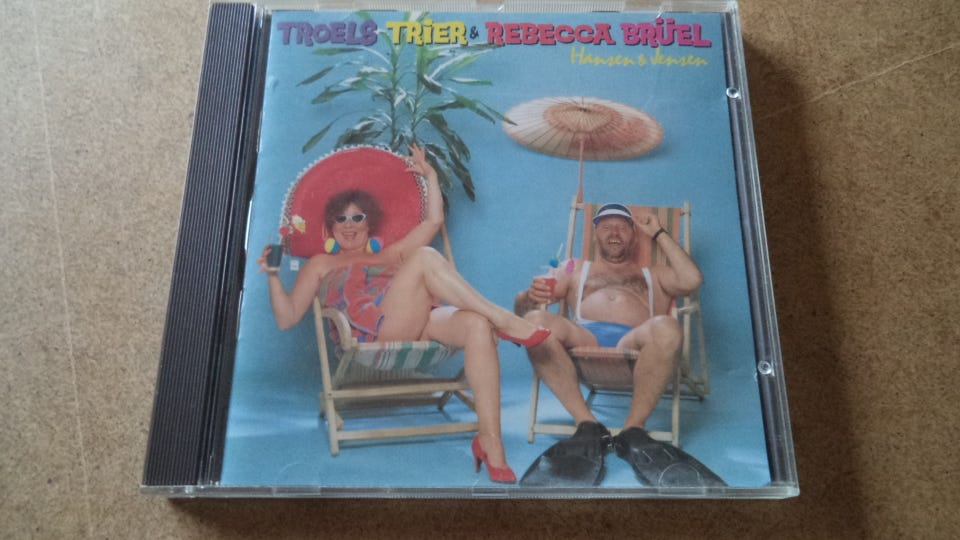 TROELS TRIER & REBECCA BRÜEL
Hansen & Jensen